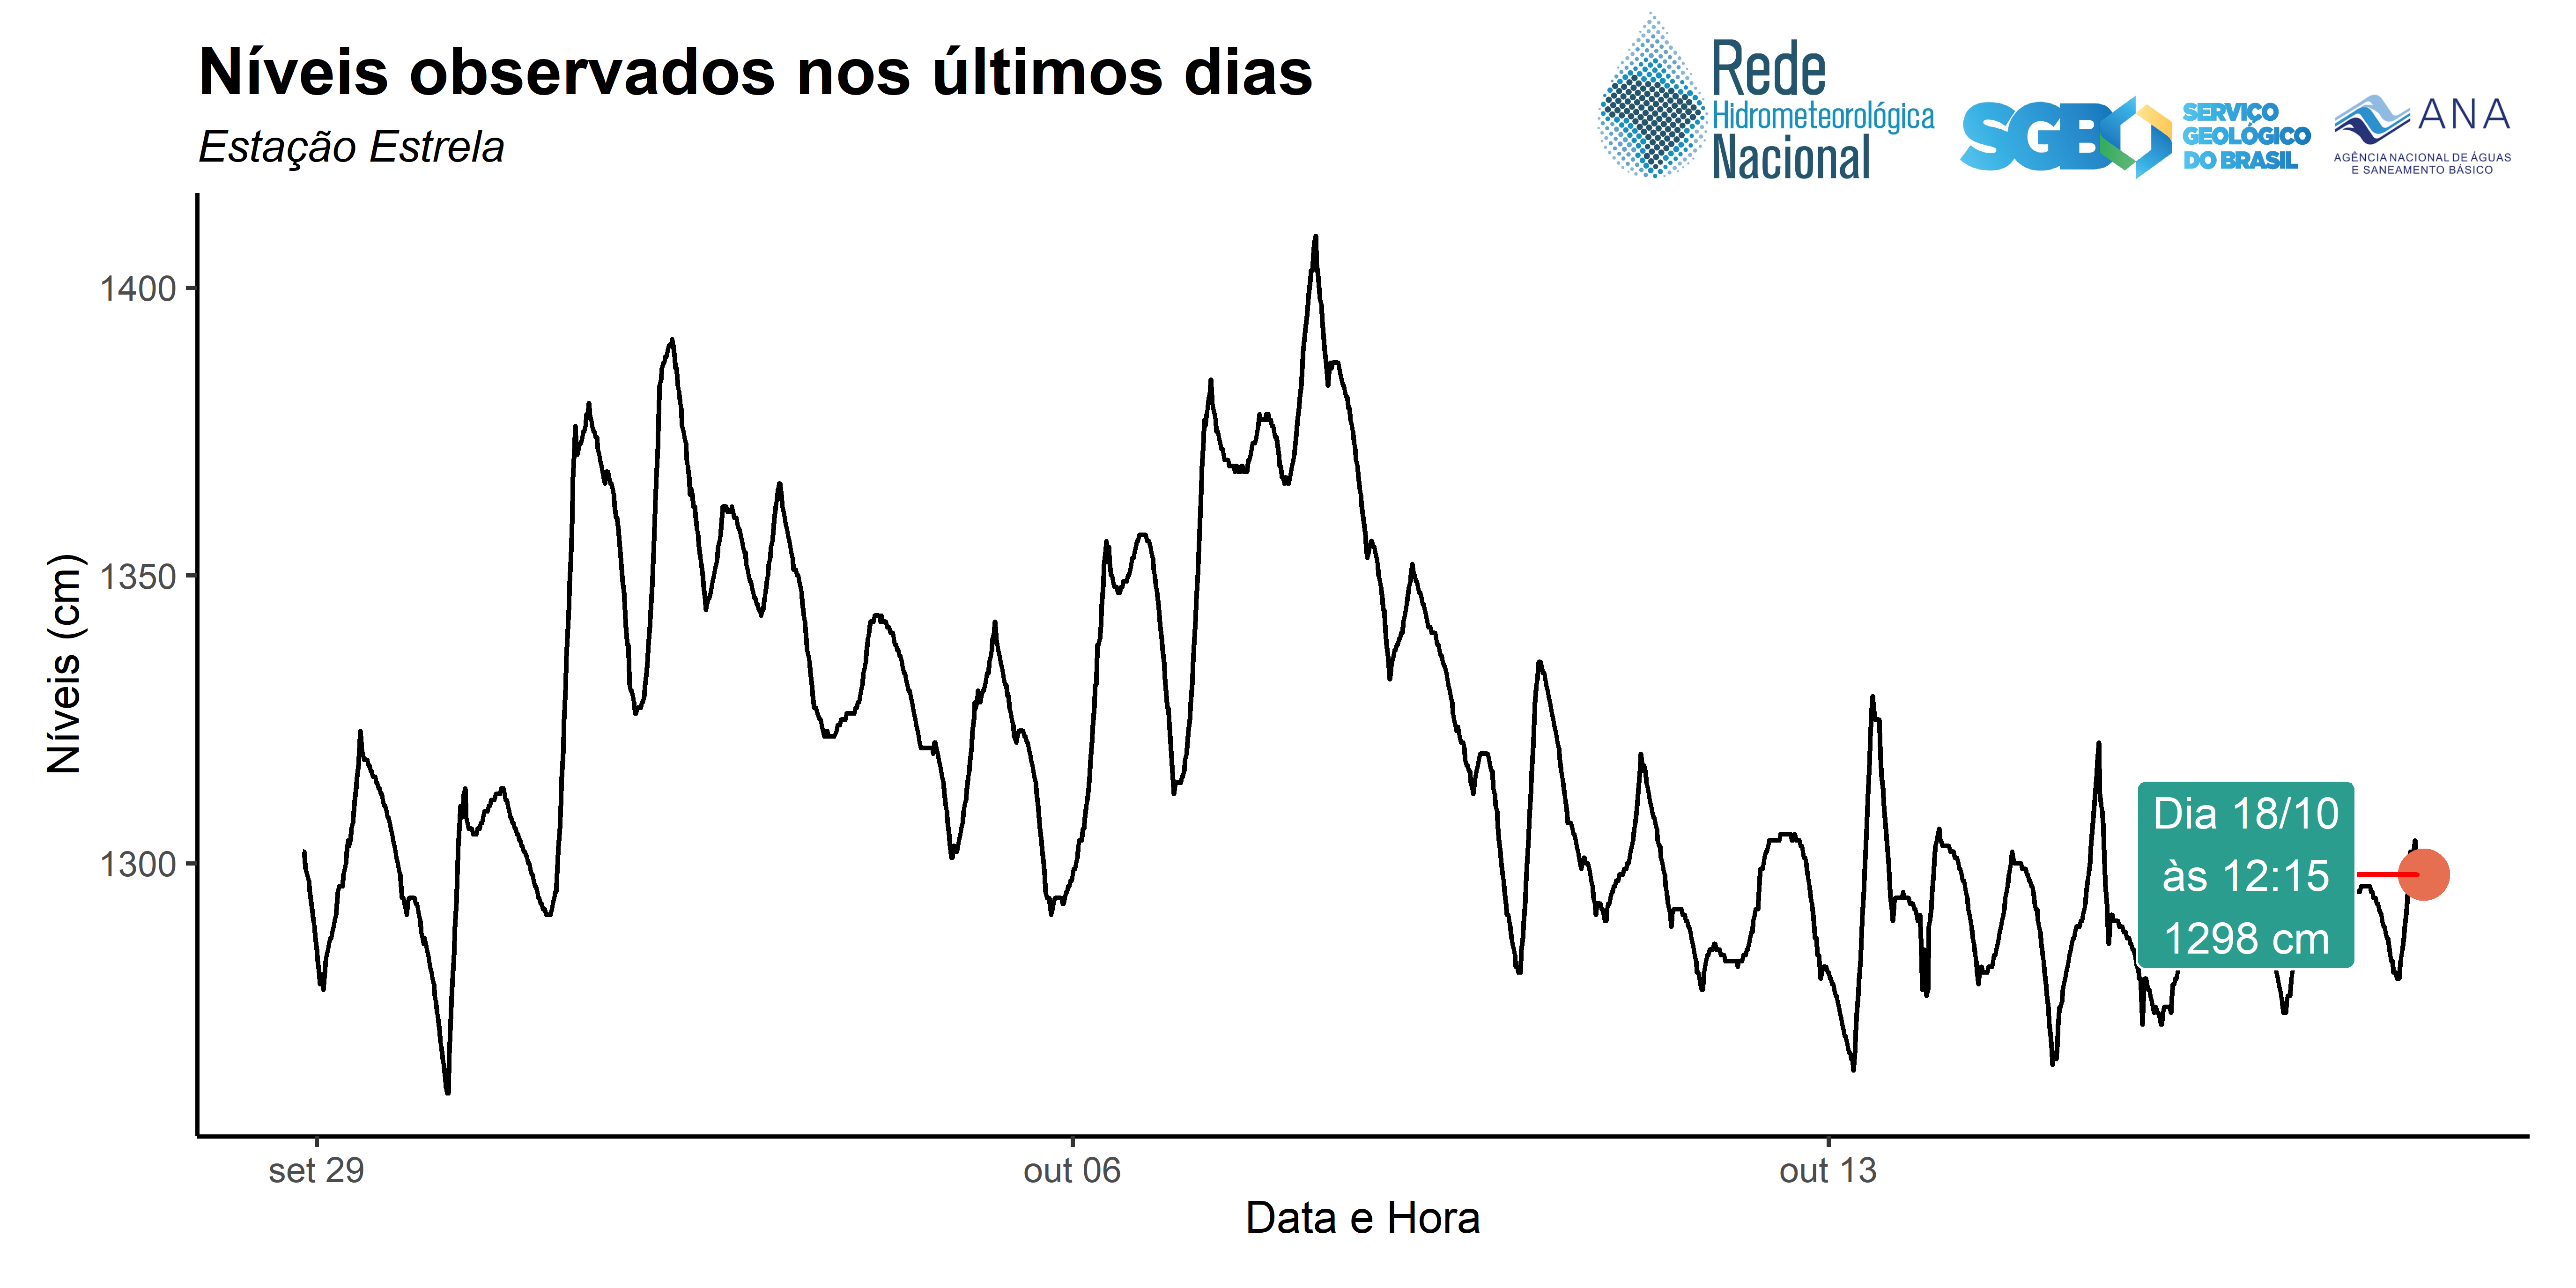 Níveis observados nos últimos dias
Estação Estrela
Rede
Hidrometeorológica
Nacional
SGB
SERVIÇO
GEOLÓGICO
DO BRASIL
ANA
AGÊNCIA NACIONAL DE ÁGUAS
E SANEAMENTO BÁSICO
Níveis (cm)
1400
1350
1300
Dia 18/10
às 12:15
1298 cm
set 29
out 06
out 13
Data e Hora